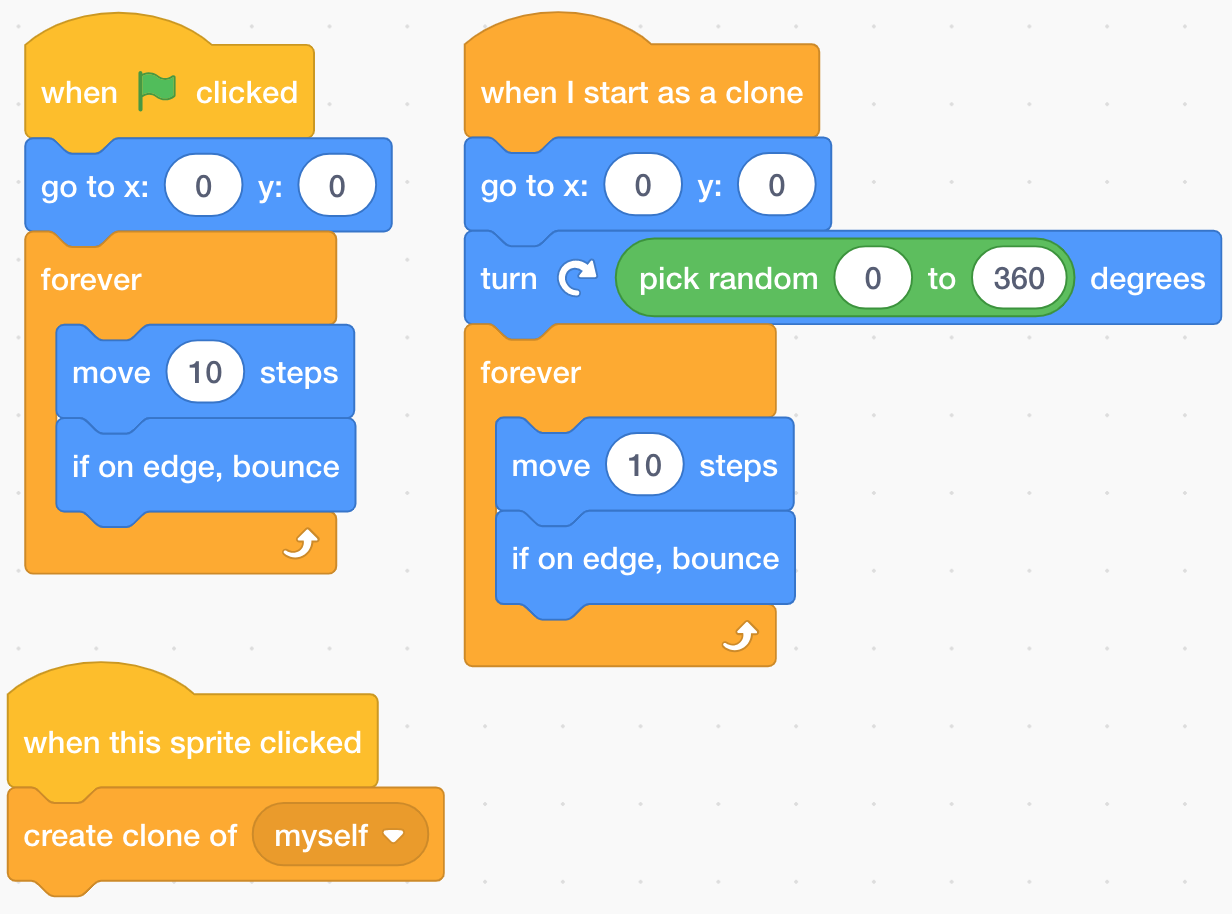 when clicked
go to x: 0 y: 0
forever
move 10 steps
if on edge, bounce
when this sprite clicked
create clone of myself
when I start as a clone
go to x: 0 y: 0
turn pick random 0 to 360 degrees
forever
move 10 steps
if on edge, bounce